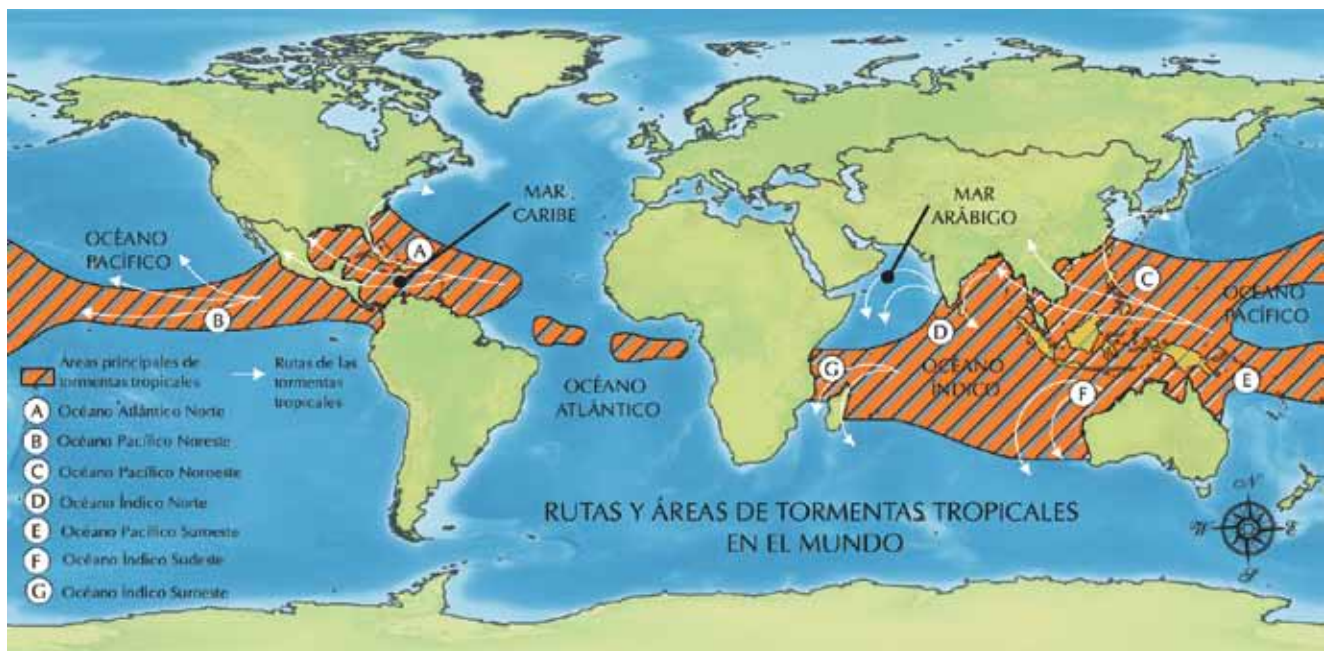 MAR
CARIBE
MAR
ARÁBIGO
OCÉANO
PACÍFICO
A
C
OCÉANO
PACÍFICO
B
D
OCÉANO
ÍNDICO
G
E
F
Áreas principales de
tormentas tropicales
Rutas de las
tormentas
tropicales
OCÉANO
ATLÁNTICO
A Océano Atlántico Norte
B Océano Pacífico Noreste
C Océano Pacífico Noroeste
D Océano Índico Norte
E Océano Pacífico Suroeste
F Océano Índico Sudeste
G Océano Índico Suroeste
RUTAS Y ÁREAS DE TORMENTAS TROPICALES
EN EL MUNDO
N
W
E
S